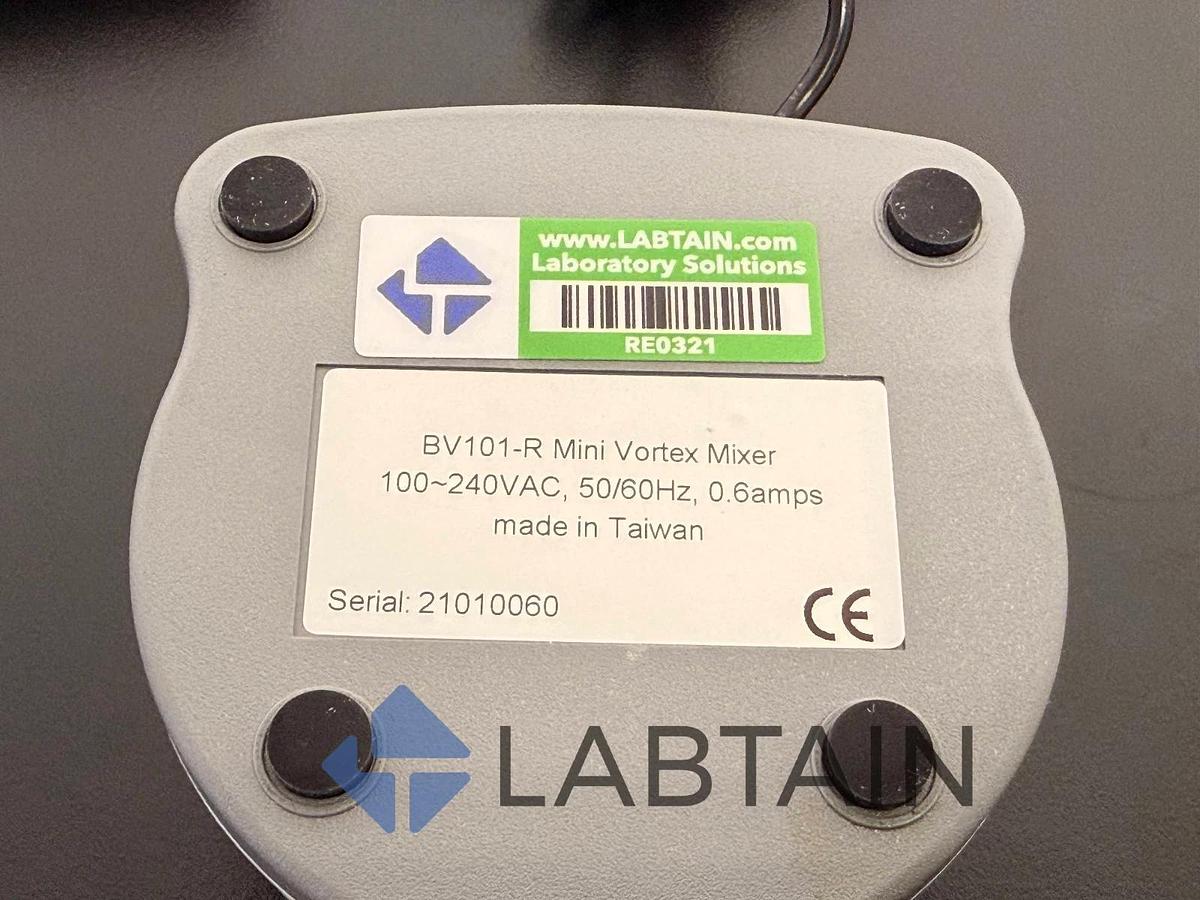 www.LABTAIN.com
Laboratory Solutions
RE0321
BV101-R Mini Vortex Mixer
100~240VAC, 50/60Hz, 0.6amps
made in Taiwan
Serial: 21010060
CE
LABTAIN